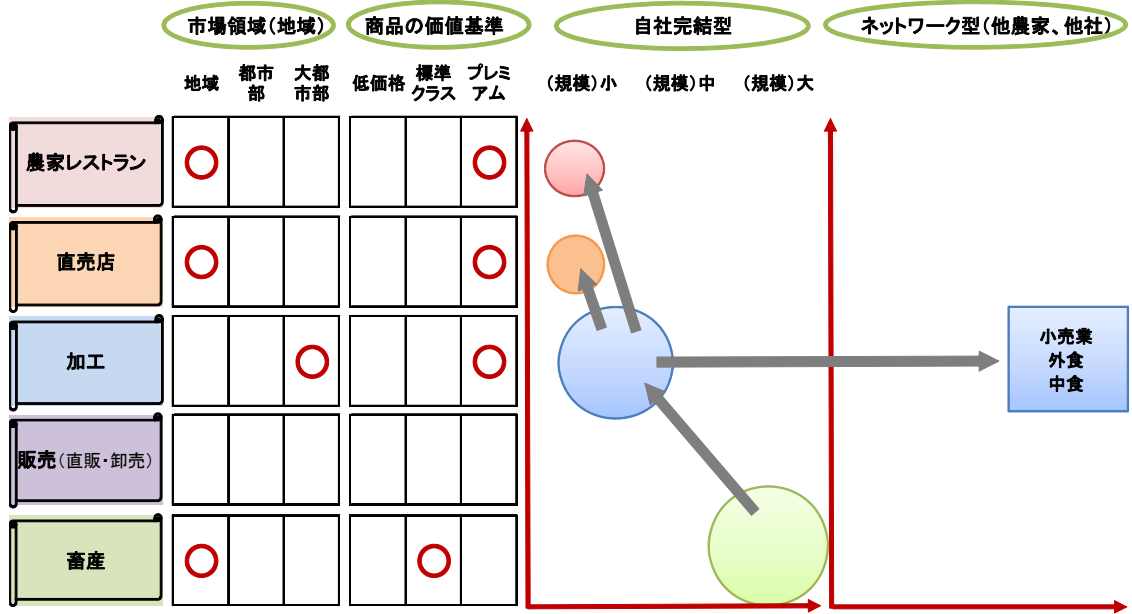 市場領域(地域)
商品の価値基準
自社完結型
ネットワーク型(他農家、他社)
地域
都市
部
大都
市部
低価格
標準
クラス
プレミ
アム
(規模)小
(規模)中
(規模)大
農家レストラン
直売店
加工
小売業
外食
中食
販売(直販・卸売)
畜産